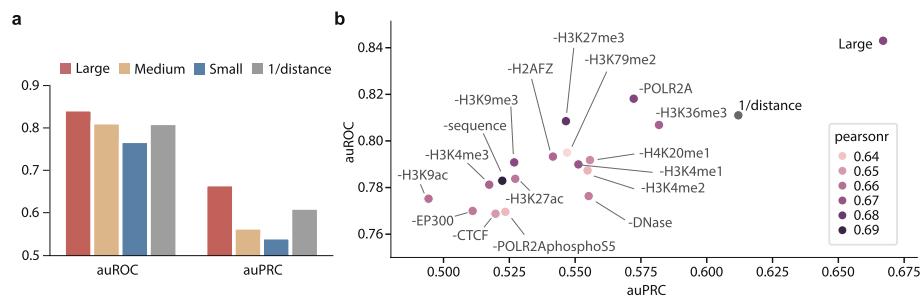 a
Large Medium Small 1/distance
0.9
0.8
0.7
0.6
0.5
auROC auPRC
b
auROC
0.84
0.82
0.80
0.78
0.76
-H3K27me3
Large
-H3K79me2
-H2AFZ
-POLR2A
-H3K9me3
1/distance
-H3K36me3
-sequence
-H3K4me3
-H4K20me1
-H3K9ac
-H3K4me1
-H3K4me2
-H3K27ac
-EP300
-DNase
-CTCF
-POLR2AphosphoS5
pearsonr
0.64
0.65
0.66
0.67
0.68
0.69
0.500 0.525 0.550 0.575 0.600 0.625 0.650 0.675
auPRC